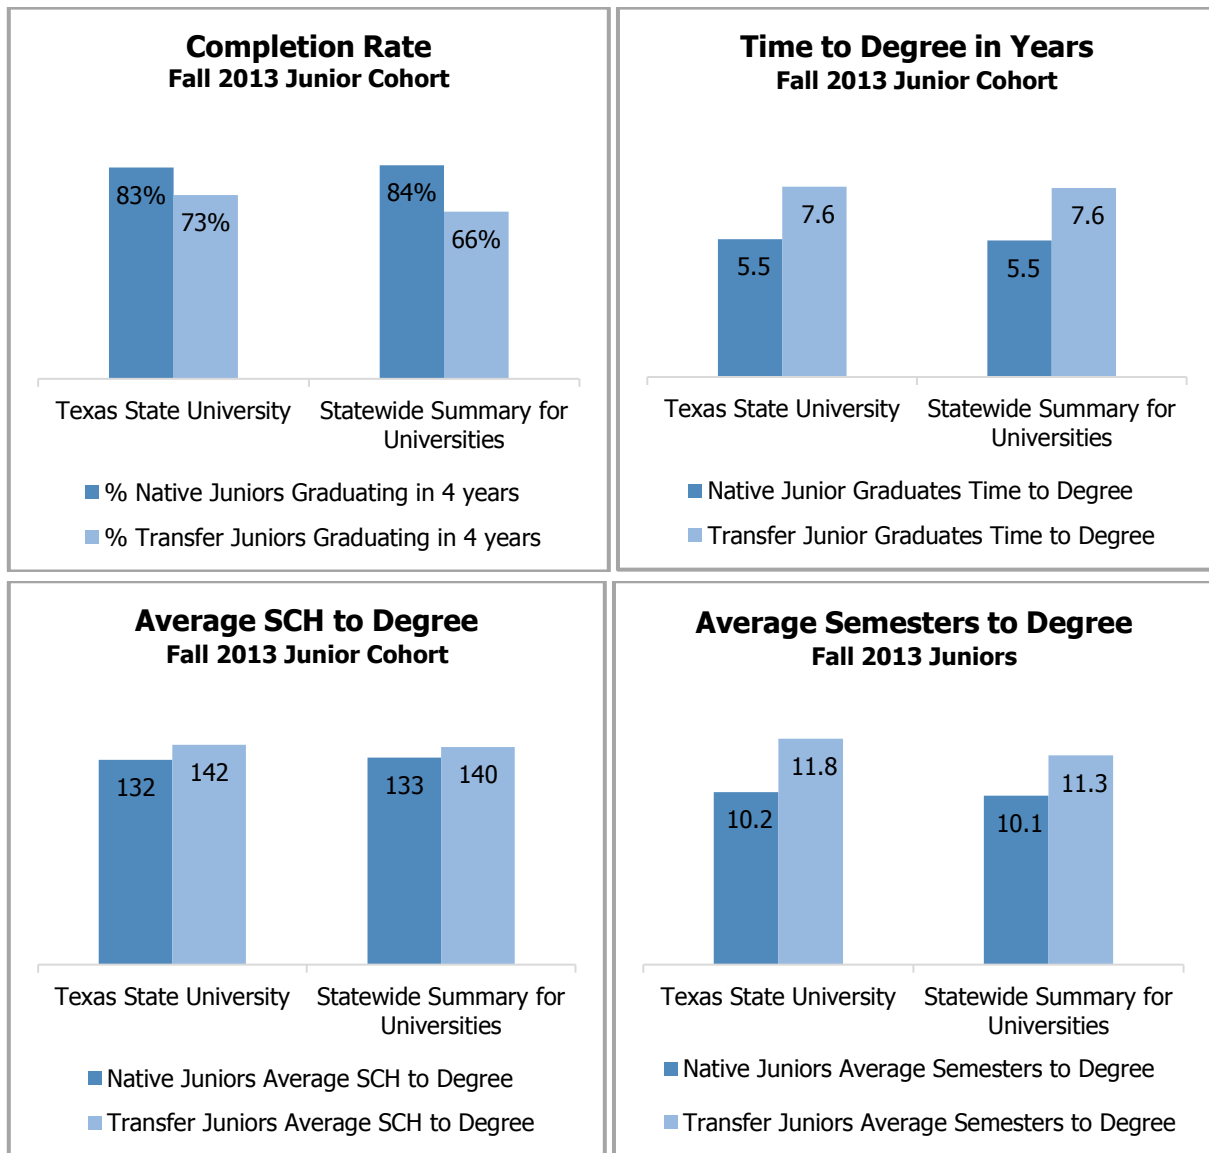 Completion Rate
Fall 2013 Junior Cohort
83%
73%
84%
66%
Texas State University
Statewide Summary for
Universities
% Native Juniors Graduating in 4 years
% Transfer Juniors Graduating in 4 years
Time to Degree in Years
Fall 2013 Junior Cohort
5.5
7.6
5.5
7.6
Texas State University
Statewide Summary for
Universities
Native Junior Graduates Time to Degree
Transfer Junior Graduates Time to Degree
Average SCH to Degree
Fall 2013 Junior Cohort
132
142
133
140
Texas State University
Statewide Summary for
Universities
Native Juniors Average SCH to Degree
Transfer Juniors Average SCH to Degree
Average Semesters to Degree
Fall 2013 Juniors
10.2
11.8
10.1
11.3
Texas State University
Statewide Summary for
Universities
Native Juniors Average Semesters to Degree
Transfer Juniors Average Semesters to Degree